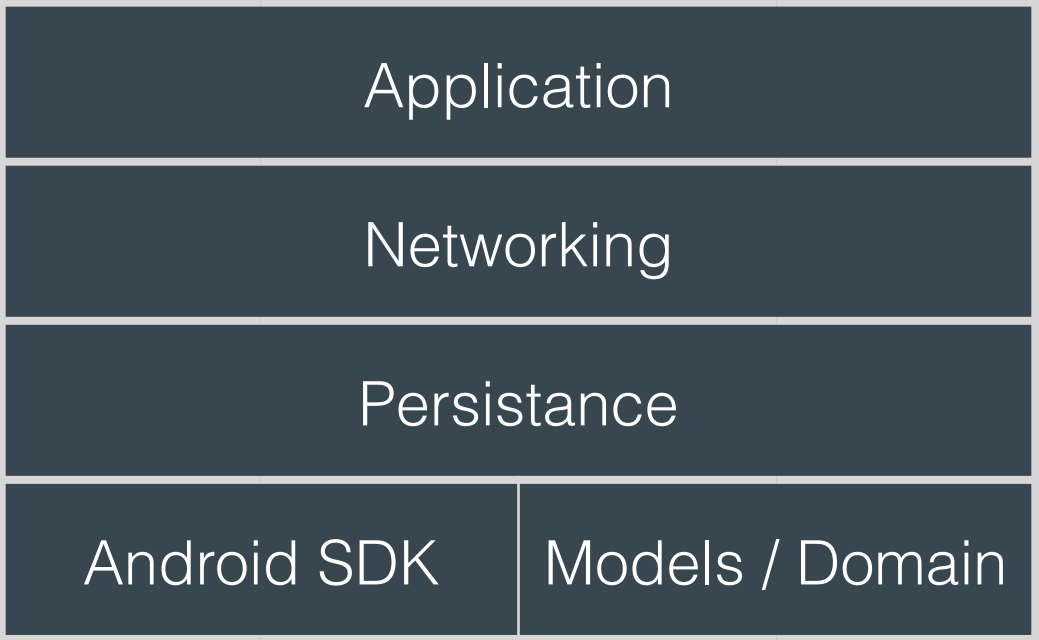 Application
Networking
Persistance
Android SDK
Models / Domain